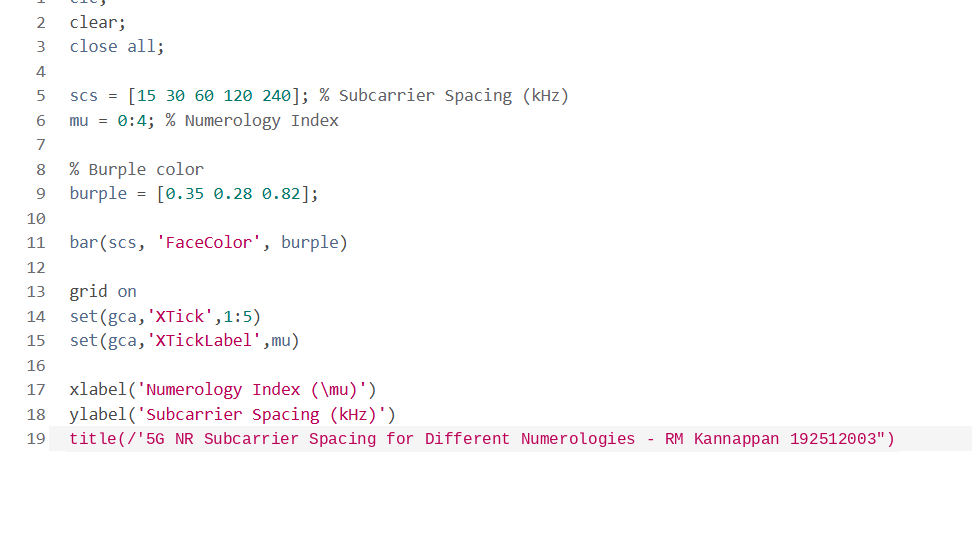 1 clc;
2 clear;
3 close all;
4
5 scs = [15 30 60 120 240]; % Subcarrier Spacing (kHz)
6 mu = 0:4; % Numerology Index
7
8 % Burple color
9 burple = [0.35 0.28 0.82];
10
11 bar(scs, 'FaceColor', burple)
12
13 grid on
14 set(gca,'XTick',1:5)
15 set(gca,'XTickLabel',mu)
16
17 xlabel('Numerology Index (\mu)')
18 ylabel('Subcarrier Spacing (kHz)')
19 title(/'5G NR Subcarrier Spacing for Different Numerologies - RM Kannappan 192512003")